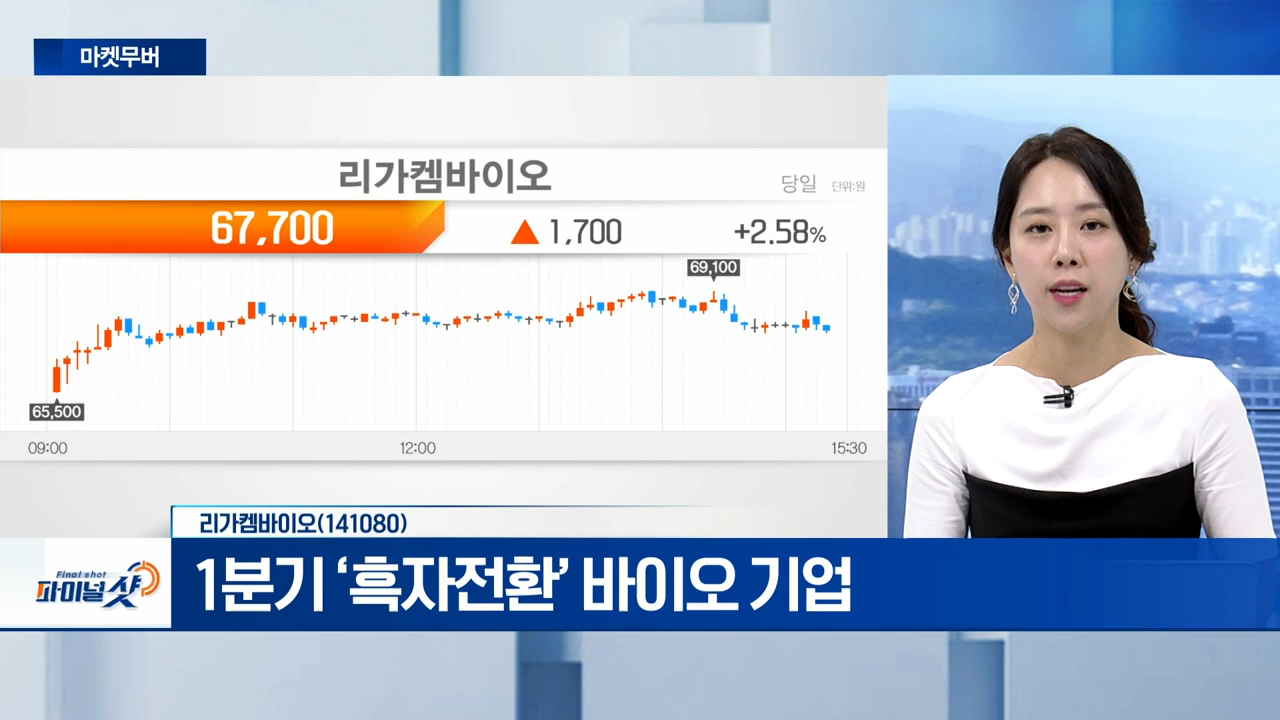 마켓무버
리가켐바이오
당일 단위:원
67,700 ▲ 1,700 +2.58%
69,100
65,500
09:00 12:00 15:30
리가켐바이오(141080)
Final shot
파이널샷
1분기 ‘흑자전환’ 바이오 기업